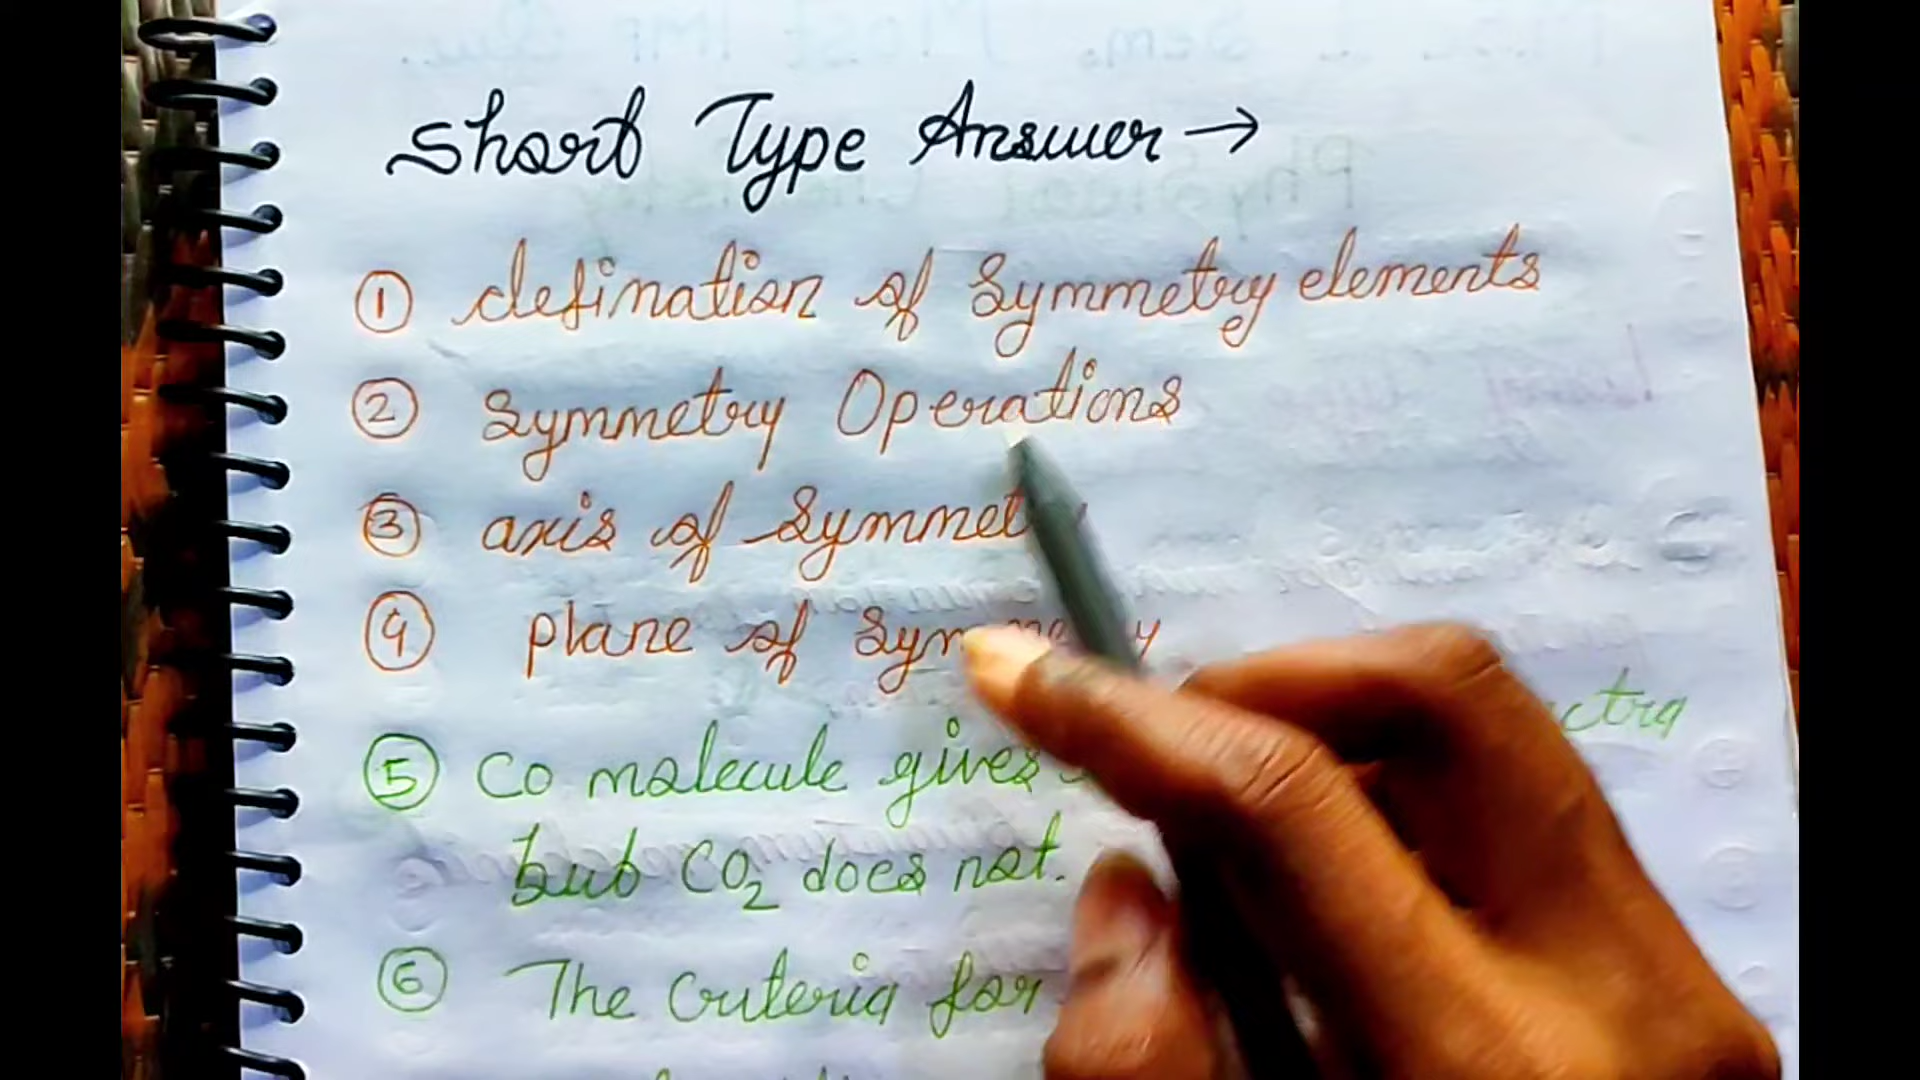 Short Type Answer →
① defination of Symmetry elements
② Symmetry Operations
③ axis of Symmet
④ plane of Symmetry
⑤ CO molecule gives
but CO₂ does not.
⑥ The Criteria for